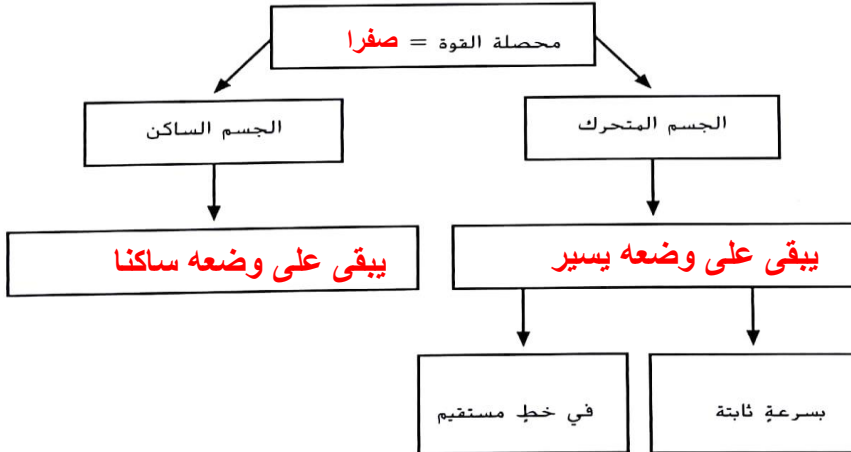 محصلة القوة = صفرا
الجسم المتحرك
الجسم الساكن
يبقى على وضعه يسير
يبقى على وضعه ساكنا
بسرعةٍ ثابتة
في خطٍ مستقيم